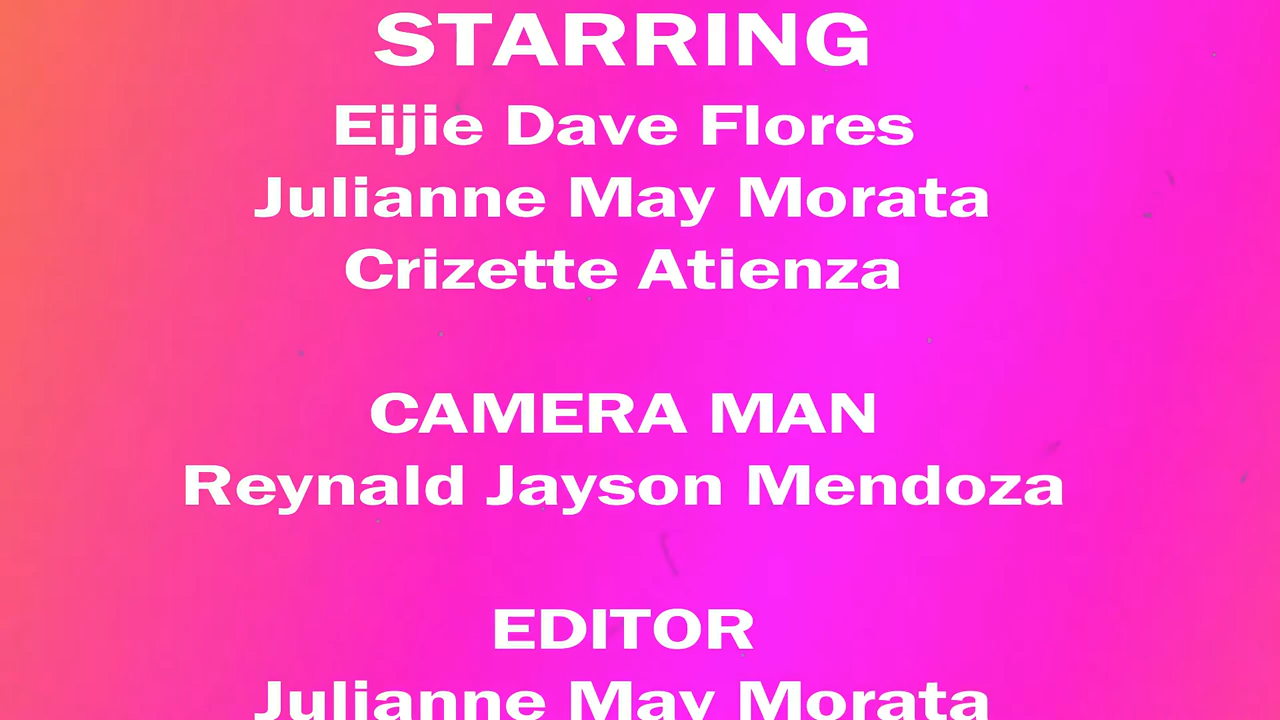 STARRING
Eijie Dave Flores
Julianne May Morata
Crizette Atienza
CAMERA MAN
Reynald Jayson Mendoza
EDITOR
Julianne May Morata